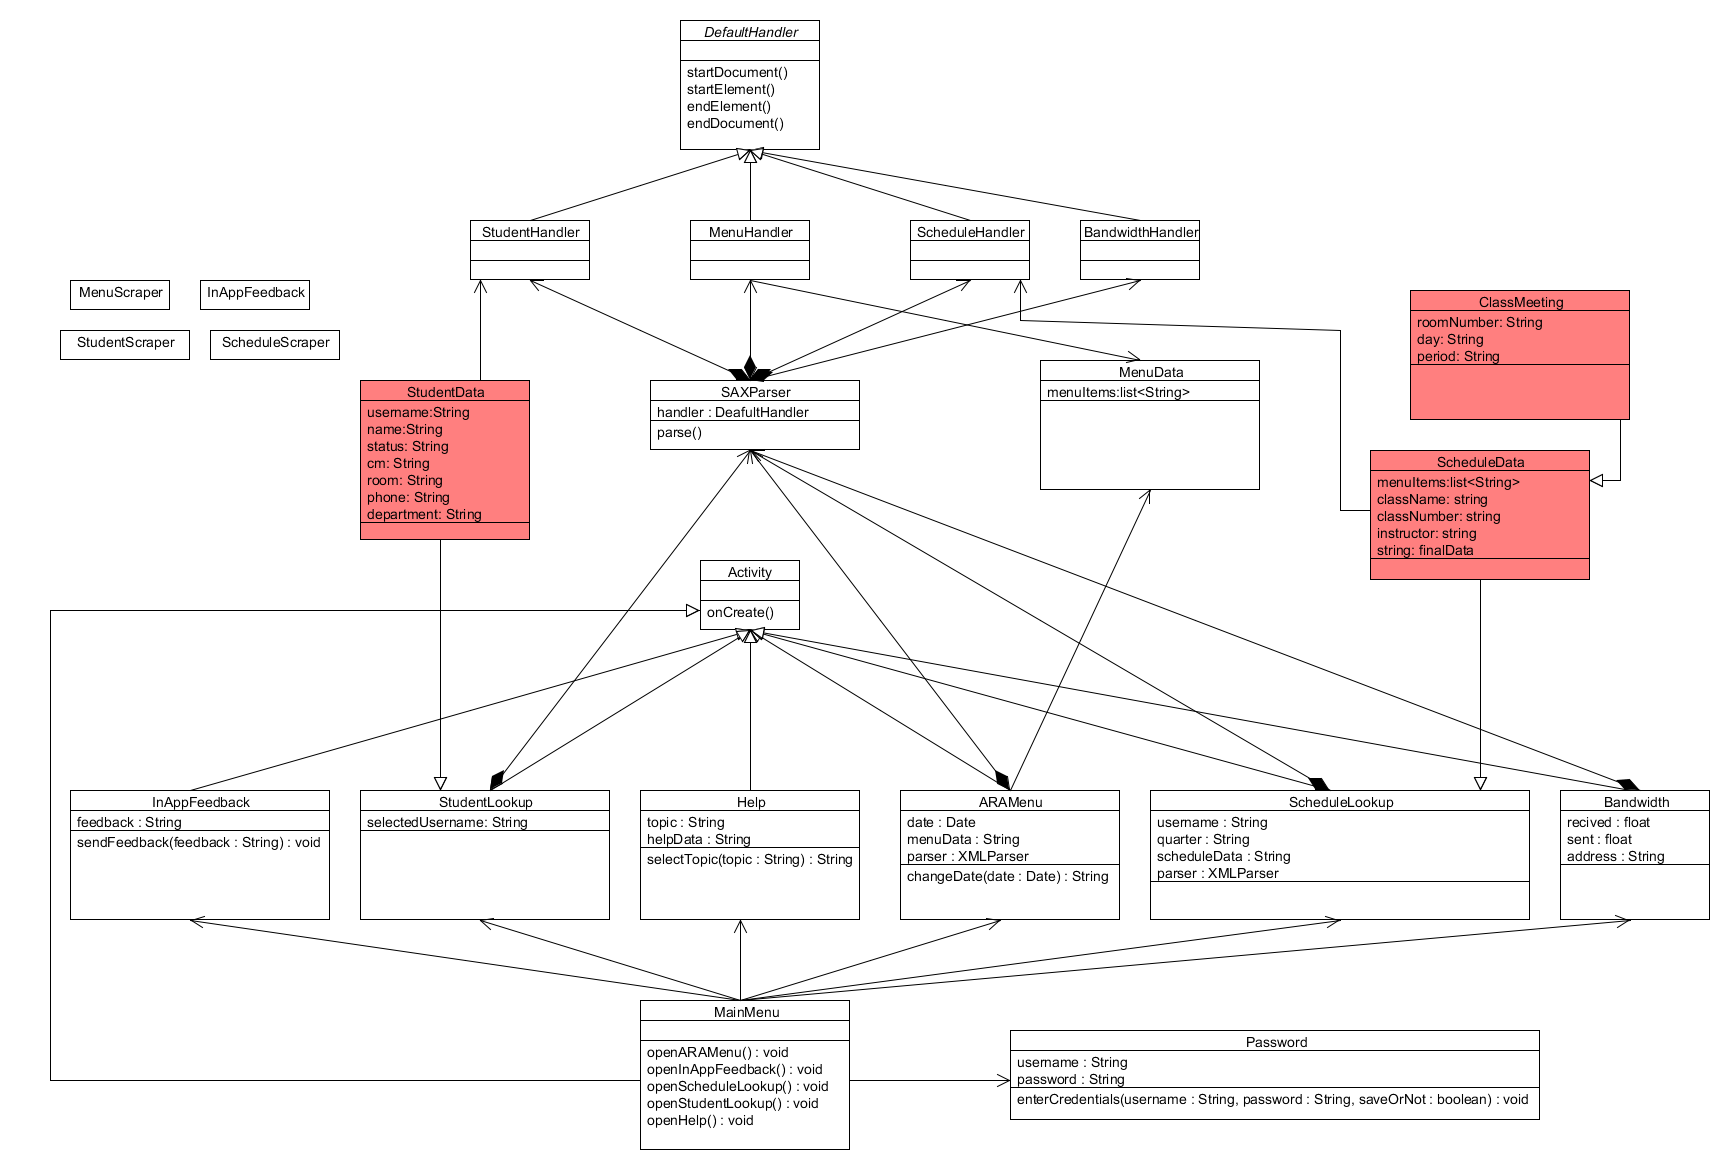 DefaultHandler
startDocument()
startElement()
endElement()
endDocument()
StudentHandler
MenuHandler
ScheduleHandler
BandwidthHandler
MenuScraper
InAppFeedback
StudentScraper
ScheduleScraper
ClassMeeting
roomNumber: String
day: String
period: String
StudentData
username:String
name:String
status: String
cm: String
room: String
phone: String
department: String
SAXParser
handler : DeafultHandler
parse()
MenuData
menuItems:list<String>
ScheduleData
menuItems:list<String>
className: string
classNumber: string
instructor: string
string: finalData
Activity
onCreate()
InAppFeedback
feedback : String
sendFeedback(feedback : String) : void
StudentLookup
selectedUsername: String
Help
topic : String
helpData : String
selectTopic(topic : String) : String
ARAMenu
date : Date
menuData : String
parser : XMLParser
changeDate(date : Date) : String
ScheduleLookup
username : String
quarter : String
scheduleData : String
parser : XMLParser
Bandwidth
recived : float
sent : float
address : String
MainMenu
openARAMenu() : void
openInAppFeedback() : void
openScheduleLookup() : void
openStudentLookup() : void
openHelp() : void
Password
username : String
password : String
enterCredentials(username : String, password : String, saveOrNot : boolean) : void